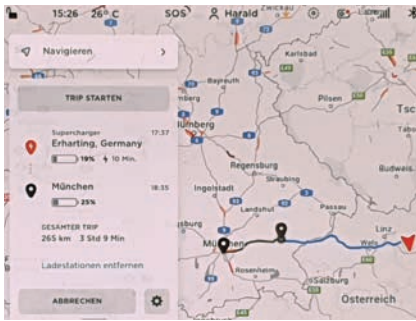 15:26 26° C SOS Harald
Navigieren
TRIP STARTEN
Supercharger 17:37
Erharting, Germany
19% 10 Min.
München 18:35
25%
GESAMTER TRIP
265 km 3 Std 9 Min
Ladestationen entfernen
ABBRECHEN
Zwickau
Karlsbad
Bayreuth
Pilsen
Nürnberg
Regensburg
Straubing
Ingolstadt
Passau
Landshut
Budweis
Linz
Wels
München
Rosenheim
Salzburg
Österreich